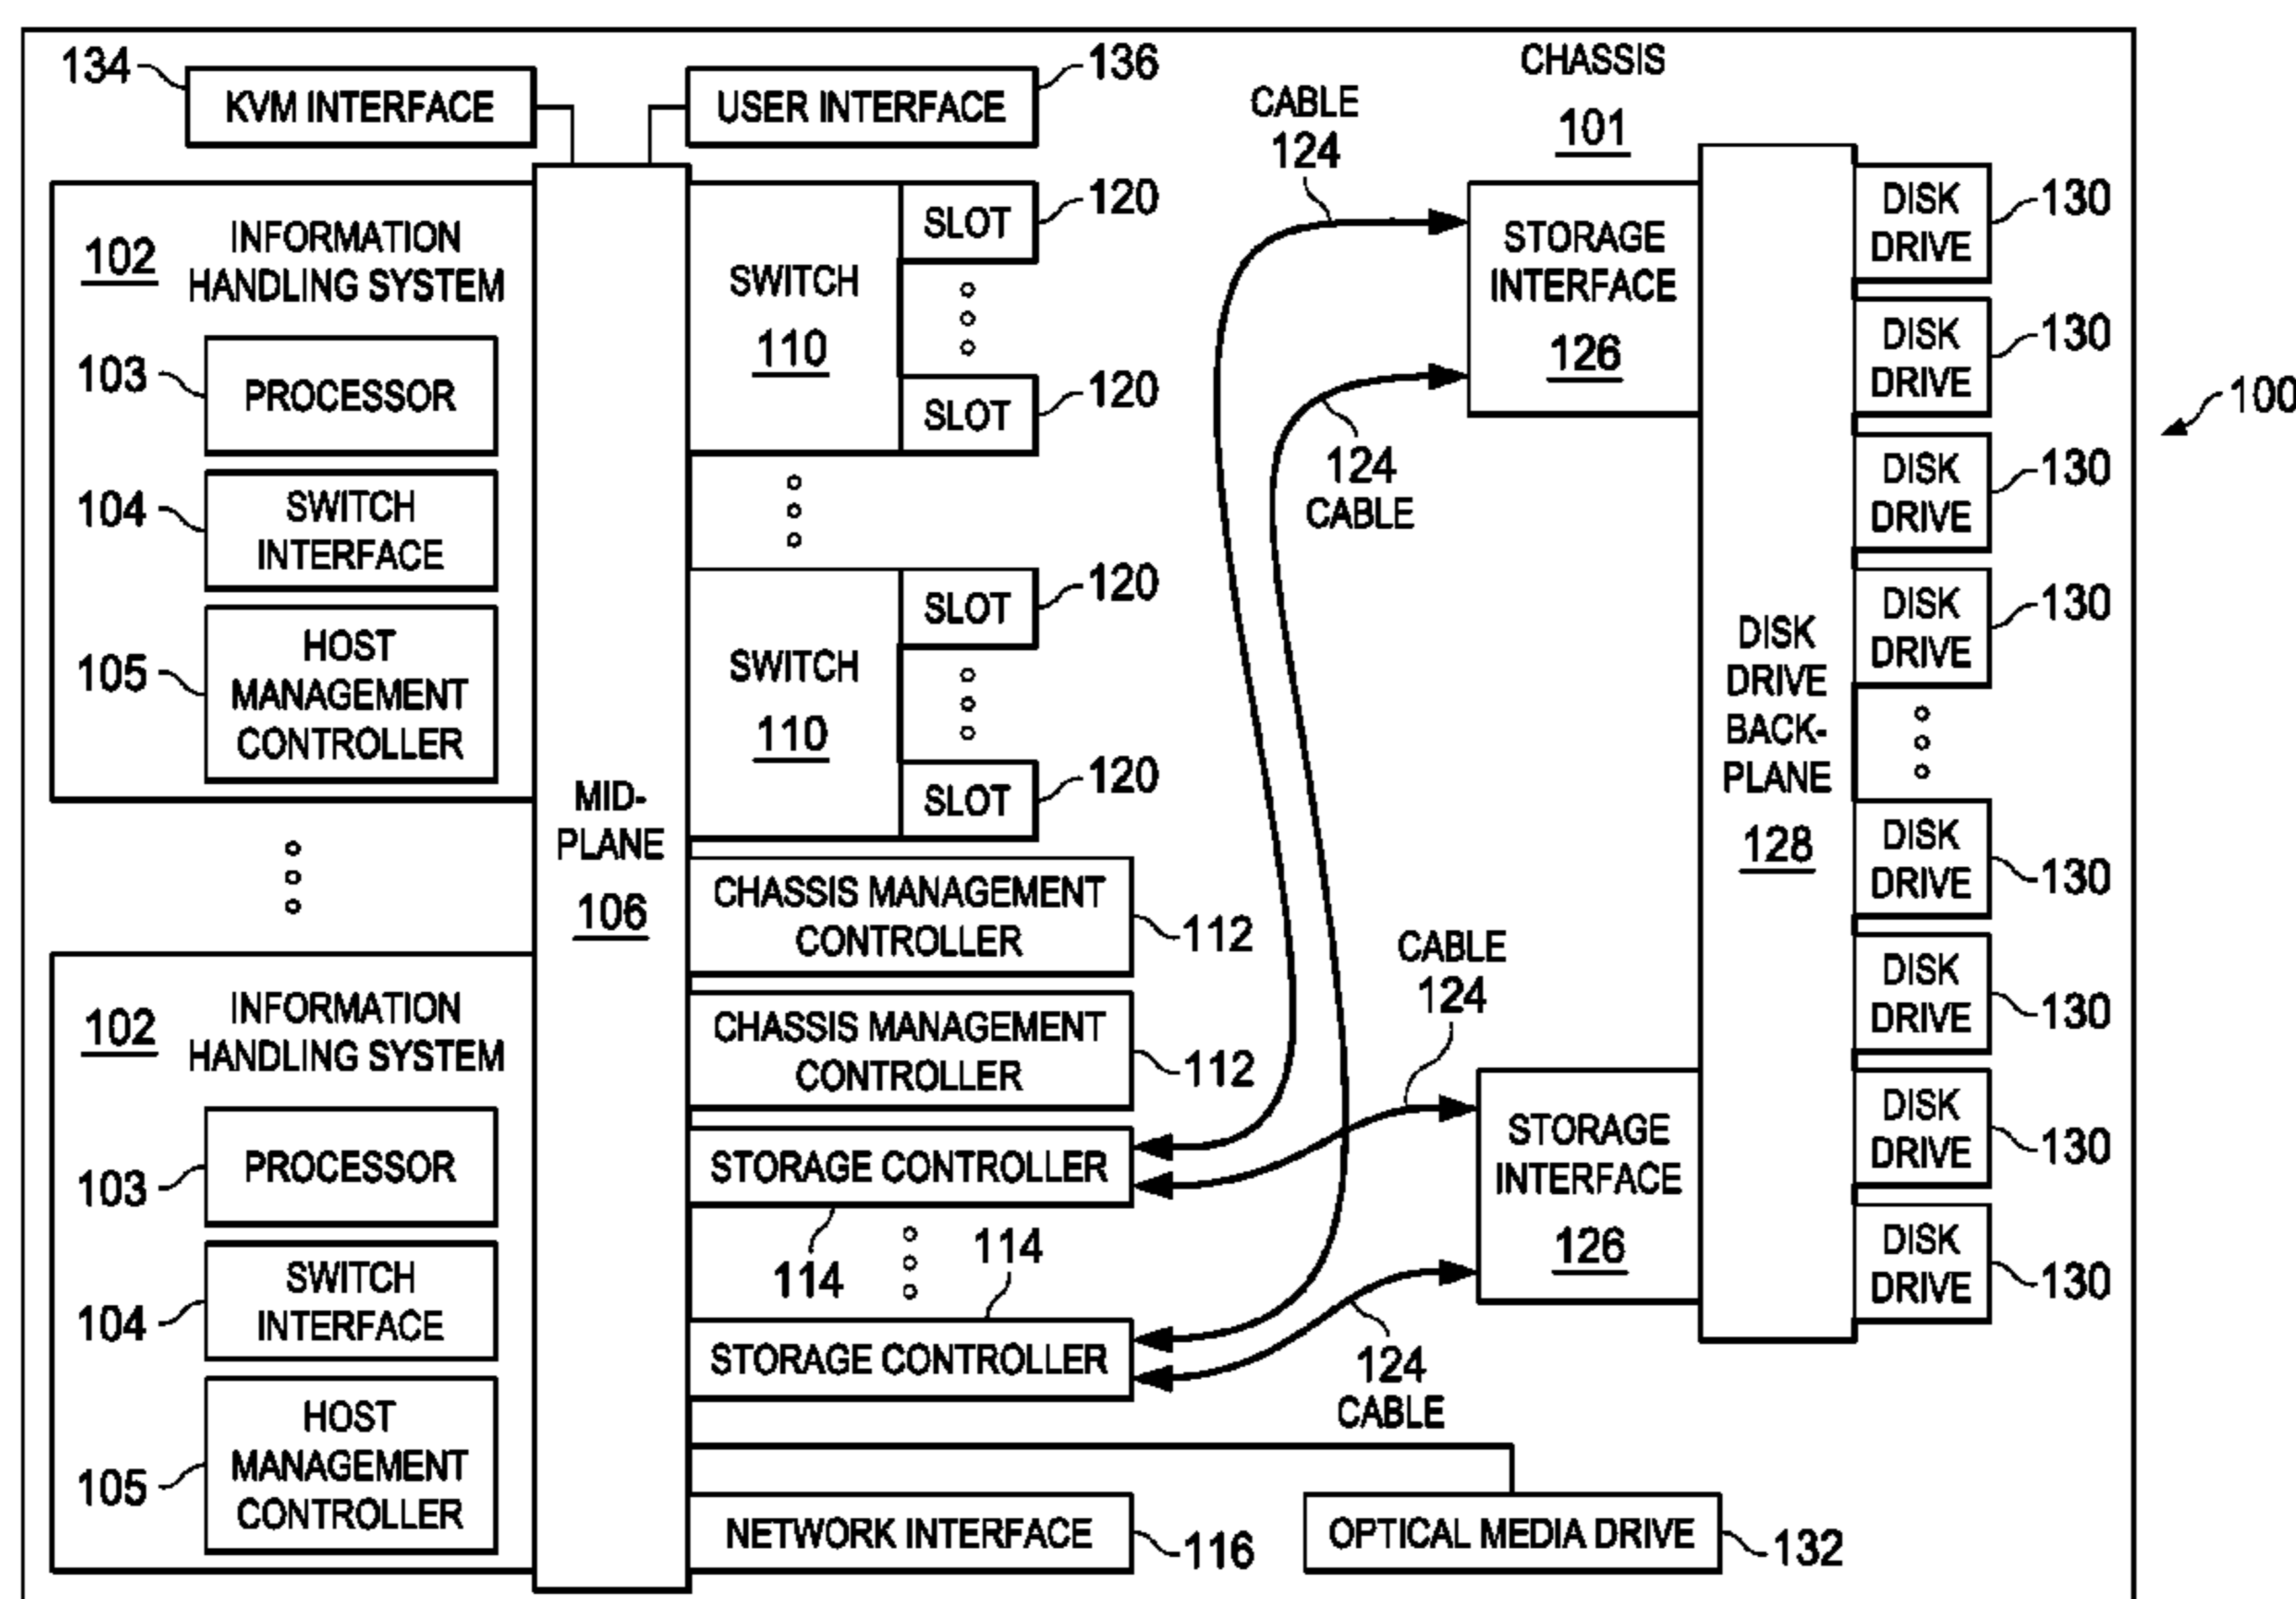 134
KVM INTERFACE
USER INTERFACE
136
CHASSIS
101
102
INFORMATION
HANDLING SYSTEM
103
PROCESSOR
104
SWITCH
INTERFACE
105
HOST
MANAGEMENT
CONTROLLER
102
INFORMATION
HANDLING SYSTEM
103
PROCESSOR
104
SWITCH
INTERFACE
105
HOST
MANAGEMENT
CONTROLLER
MID-
PLANE
106
SWITCH
110
SLOT
120
SLOT
120
SWITCH
110
SLOT
120
SLOT
120
CHASSIS MANAGEMENT
CONTROLLER
112
CHASSIS MANAGEMENT
CONTROLLER
112
STORAGE CONTROLLER
114
114
STORAGE CONTROLLER
NETWORK INTERFACE
116
OPTICAL MEDIA DRIVE
132
CABLE
124
124
CABLE
CABLE
124
124
CABLE
STORAGE
INTERFACE
126
STORAGE
INTERFACE
126
DISK
DRIVE
BACK-
PLANE
128
DISK
DRIVE
130
DISK
DRIVE
130
DISK
DRIVE
130
DISK
DRIVE
130
DISK
DRIVE
130
DISK
DRIVE
130
DISK
DRIVE
130
DISK
DRIVE
130
100